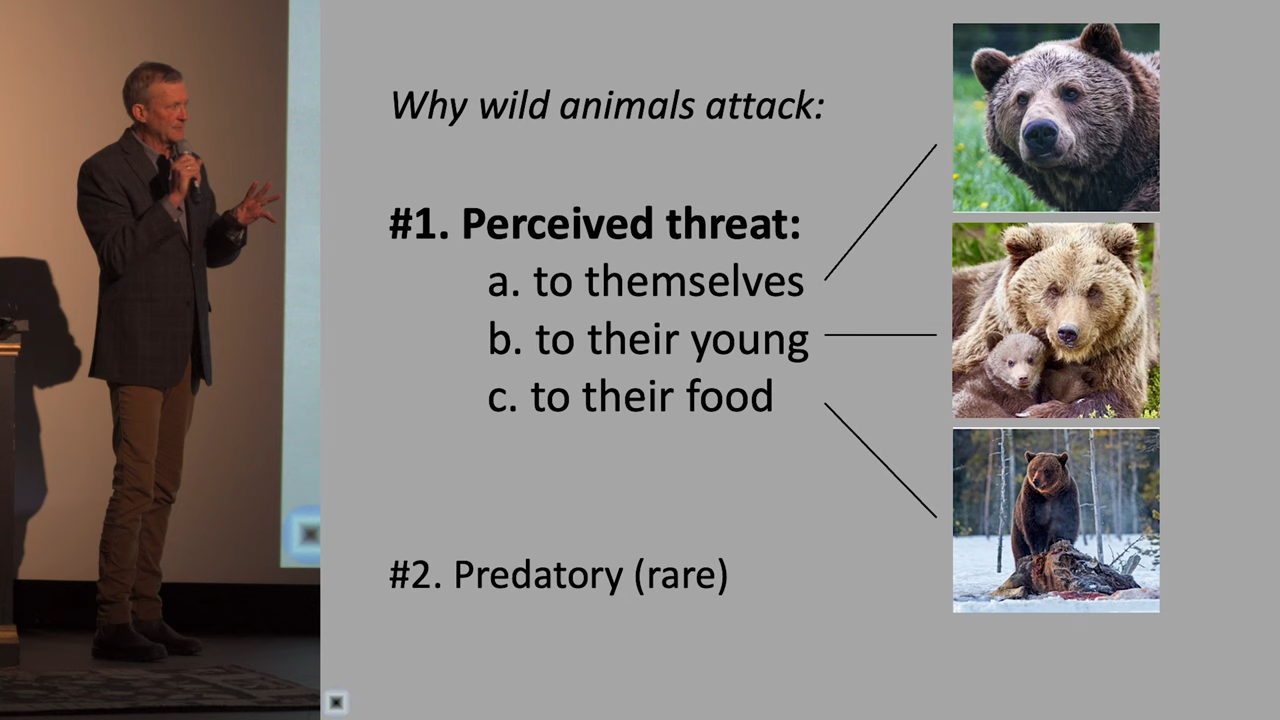 Why wild animals attack:
#1. Perceived threat:
a. to themselves
b. to their young
c. to their food
#2. Predatory (rare)